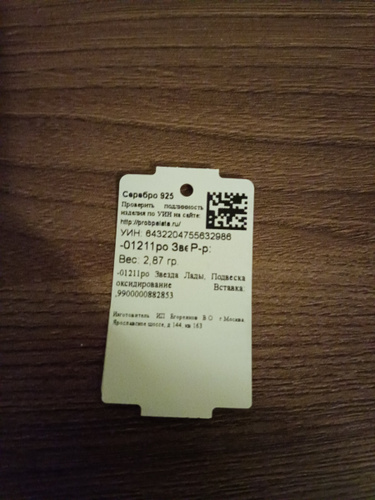 Серебро 925
Проверить подлинность
изделия по УИН на сайте:
http://probpalata.ru/
УИН: 6432204755632986
-01211ро Зве Р-р:
Вес: 2,87 гр.
-01211ро Звезда Лады, Подвеска
оксидирование Вставка:
,9900000882853
Изготовитель ИП В О г.Москва
Ярославское шоссе, д 144, кв 163